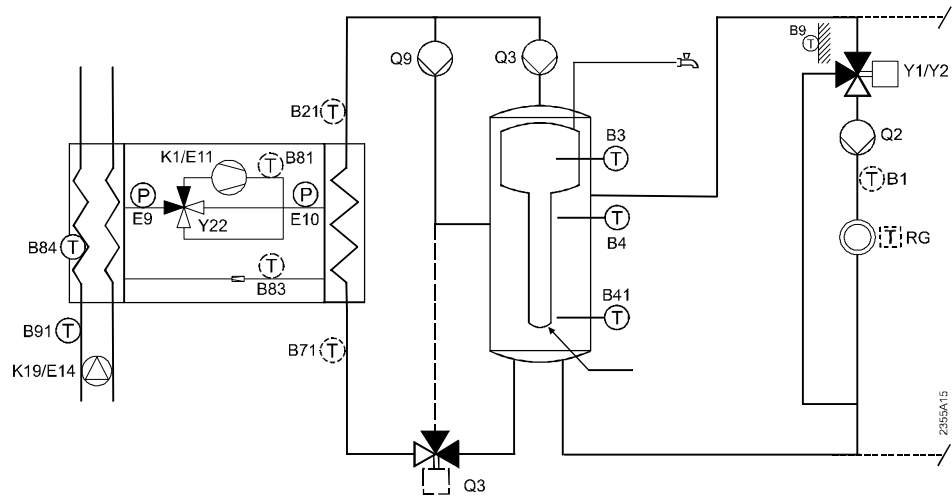 B9
T
Q9
Q3
Y1/Y2
B21
T
Q2
B3
T
K1/E11
T
B81
T
B1
P
P
E9
E10
Y22
T
B4
T
RG
B84
T
T
B83
B41
T
B91
T
B71
T
K19/E14
2355A15
Q3